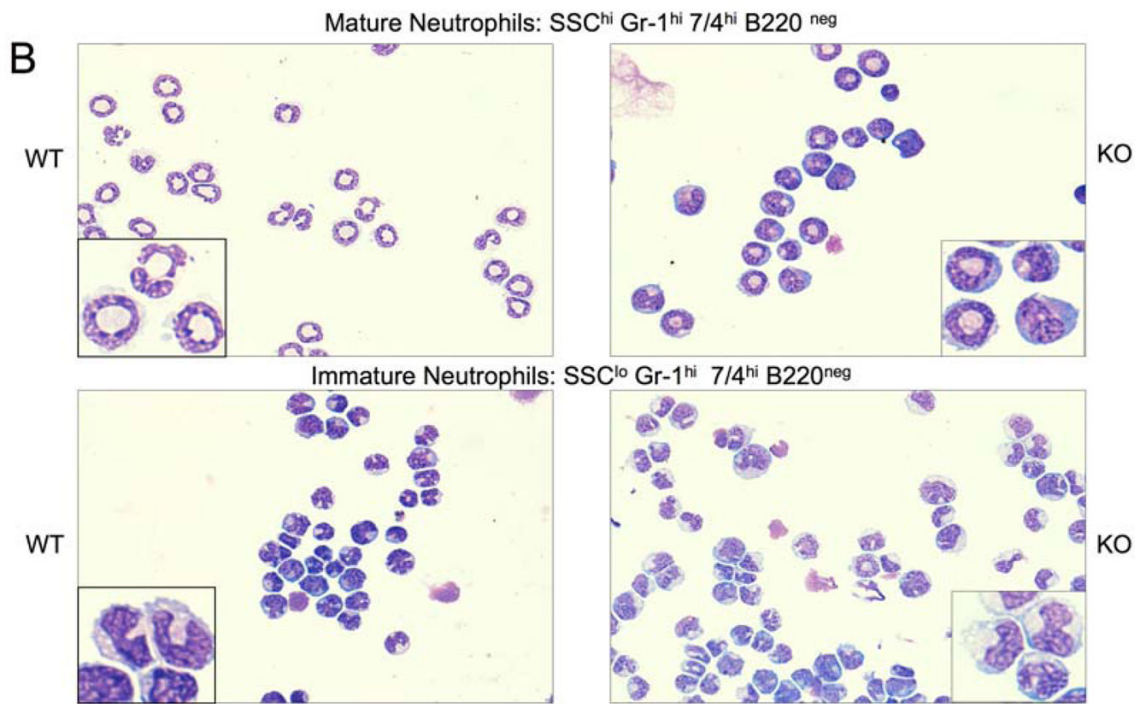 Mature Neutrophils: SSChi Gr-1hi 7/4hi B220 neg
B
WT
KO
Immature Neutrophils: SSClo Gr-1hi 7/4hi B220neg
WT
KO